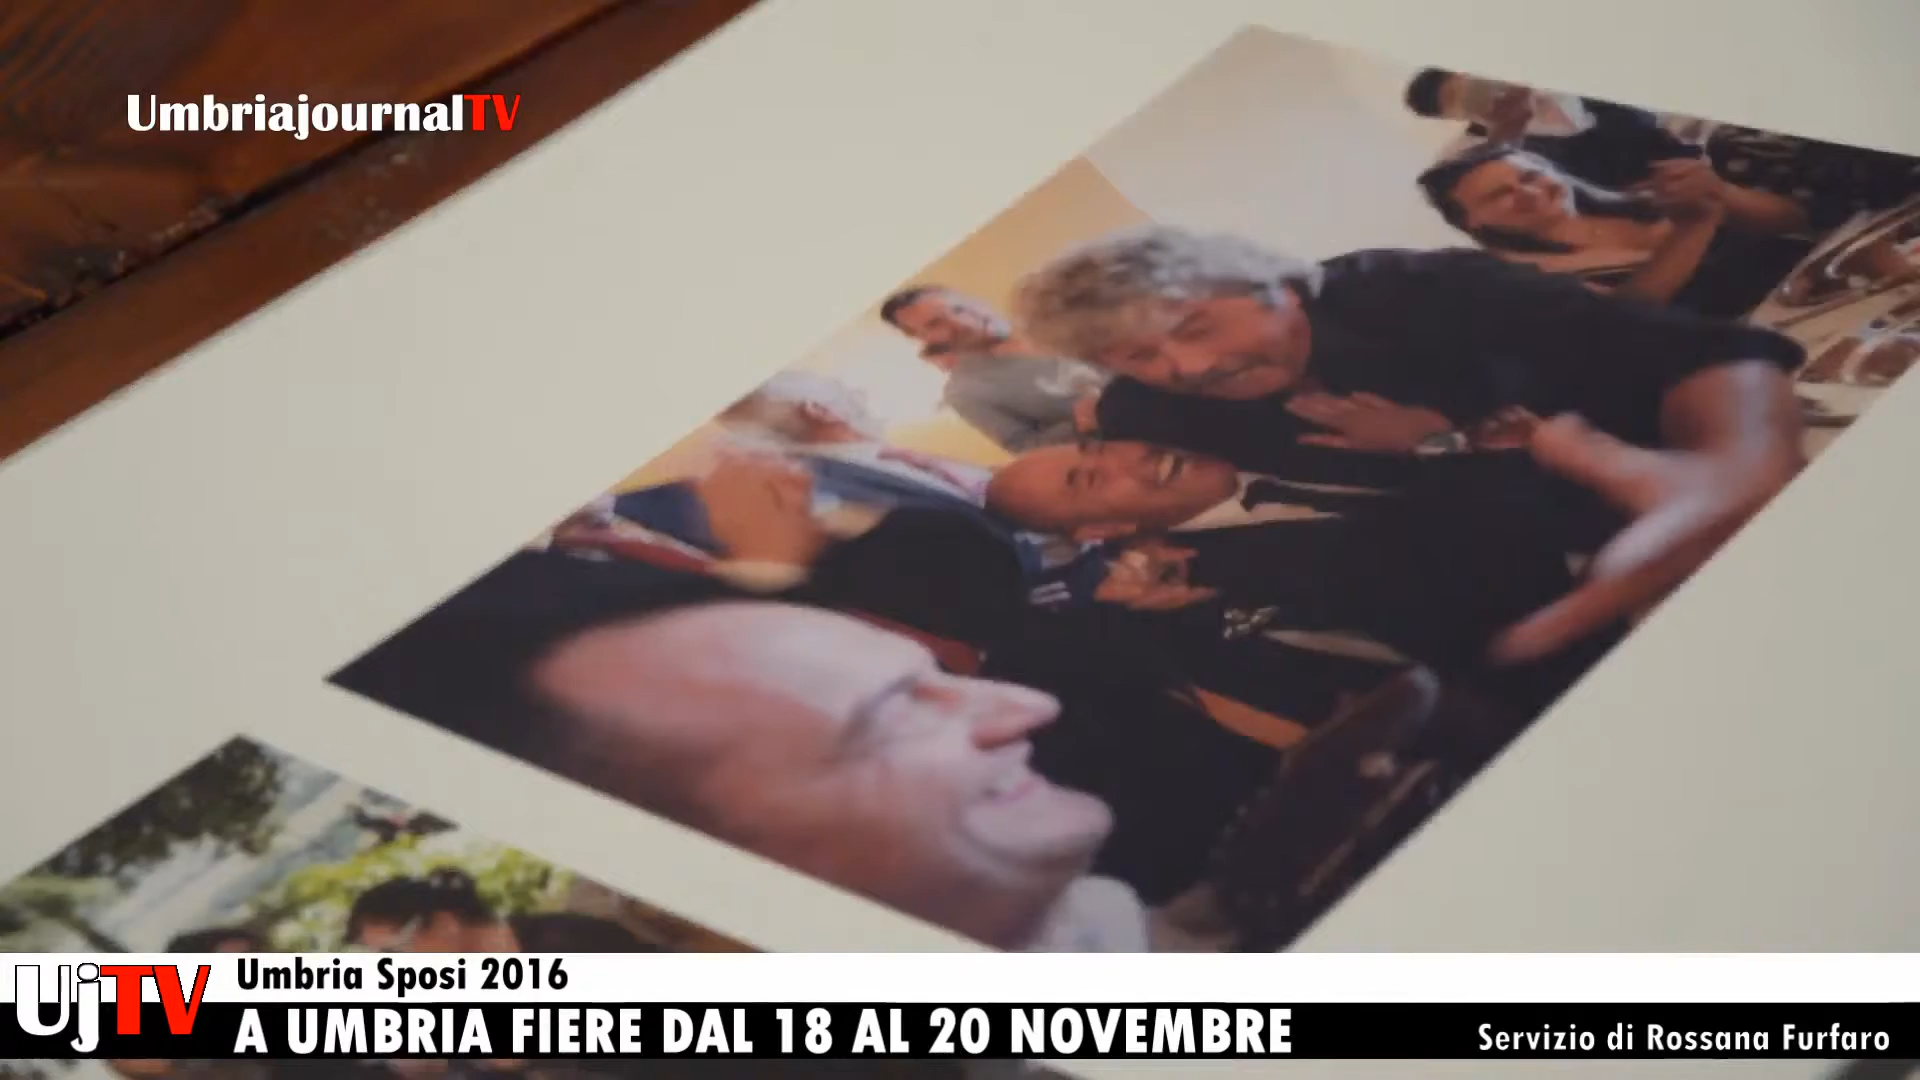 UmbriajournalTV
UjTV
Umbria Sposi 2016
A UMBRIA FIERE DAL 18 AL 20 NOVEMBRE
Servizio di Rossana Furfaro